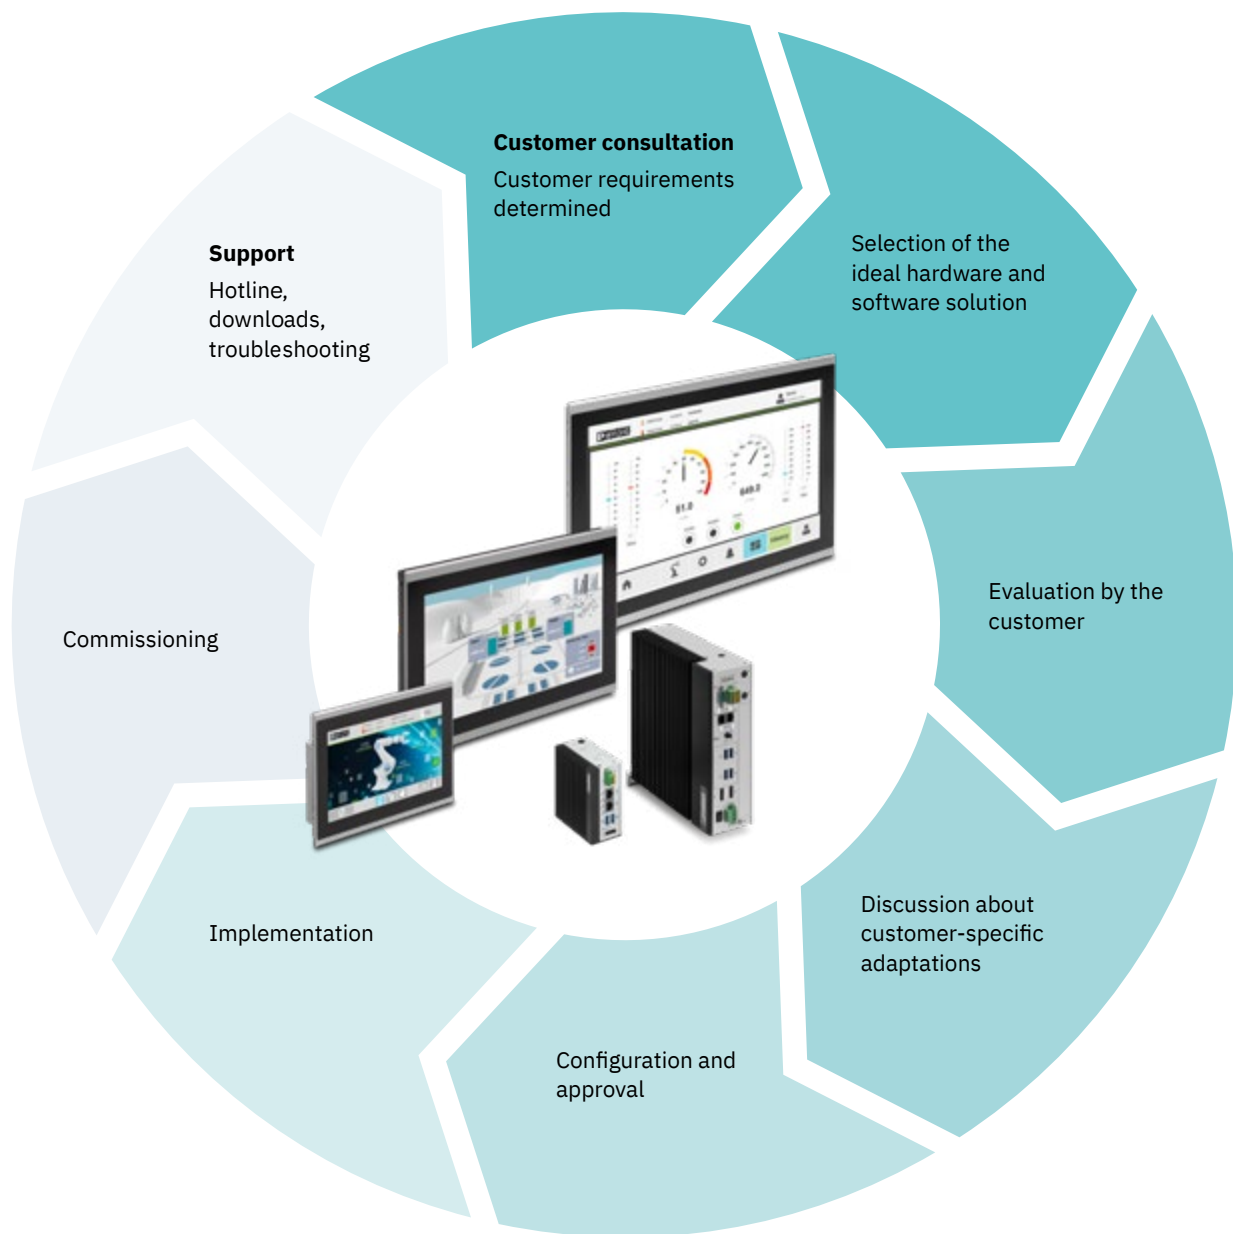 Customer consultation
Customer requirements
determined
Selection of the
ideal hardware and
software solution
Evaluation by the
customer
Discussion about
customer-specific
adaptations
Configuration and
approval
Implementation
Commissioning
Support
Hotline,
downloads,
troubleshooting